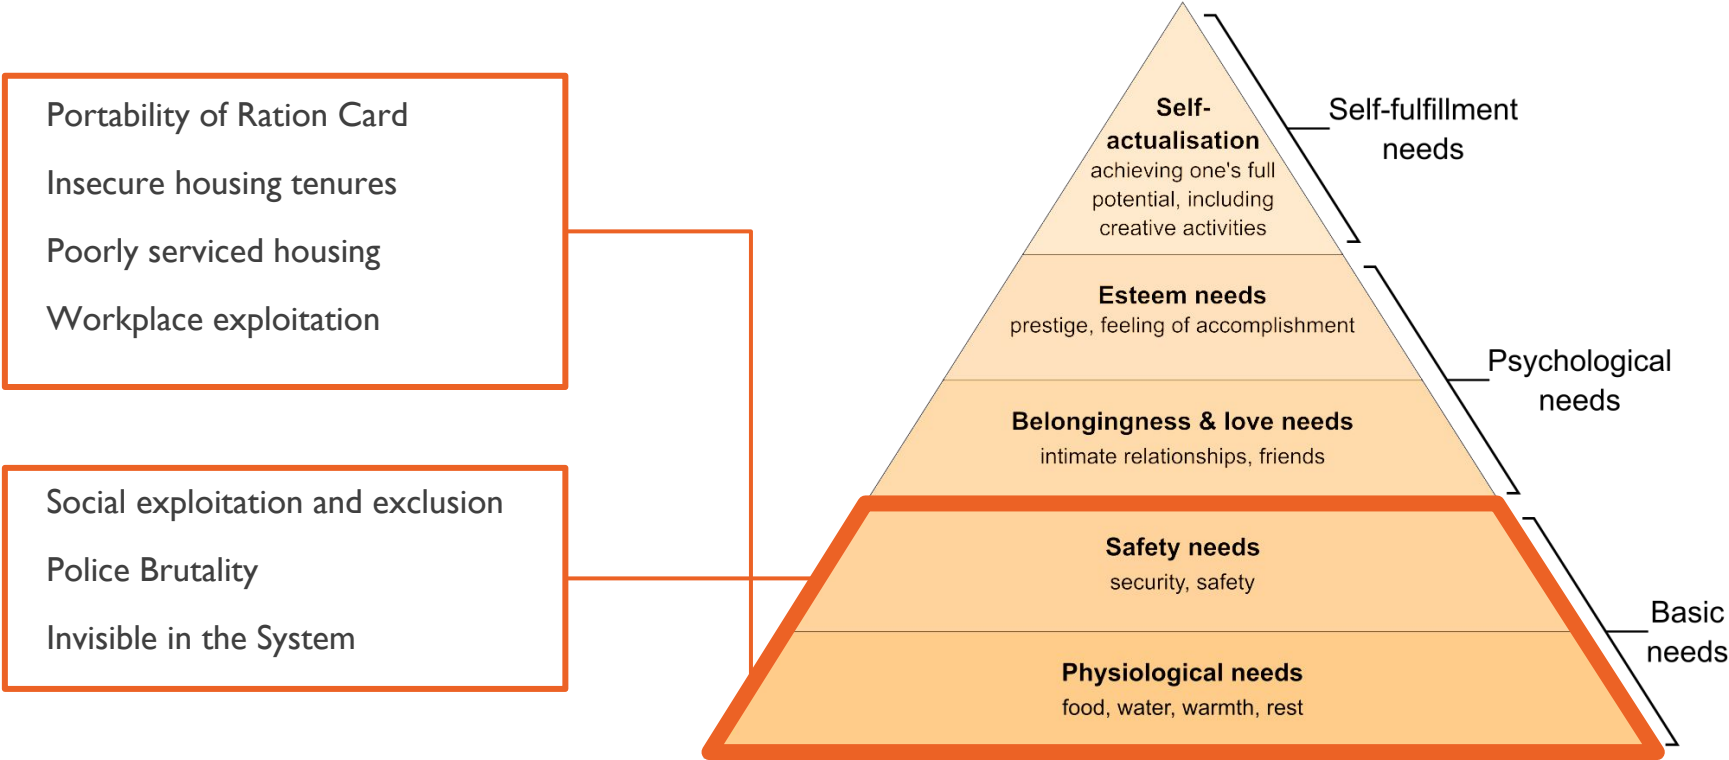 Portability of Ration Card
Insecure housing tenures
Poorly serviced housing
Workplace exploitation
Social exploitation and exclusion
Police Brutality
Invisible in the System
Self-
actualisation
achieving one's full
potential, including
creative activities
Esteem needs
prestige, feeling of accomplishment
Belongingness & love needs
intimate relationships, friends
Safety needs
security, safety
Physiological needs
food, water, warmth, rest
Self-fulfillment
needs
Psychological
needs
Basic
needs